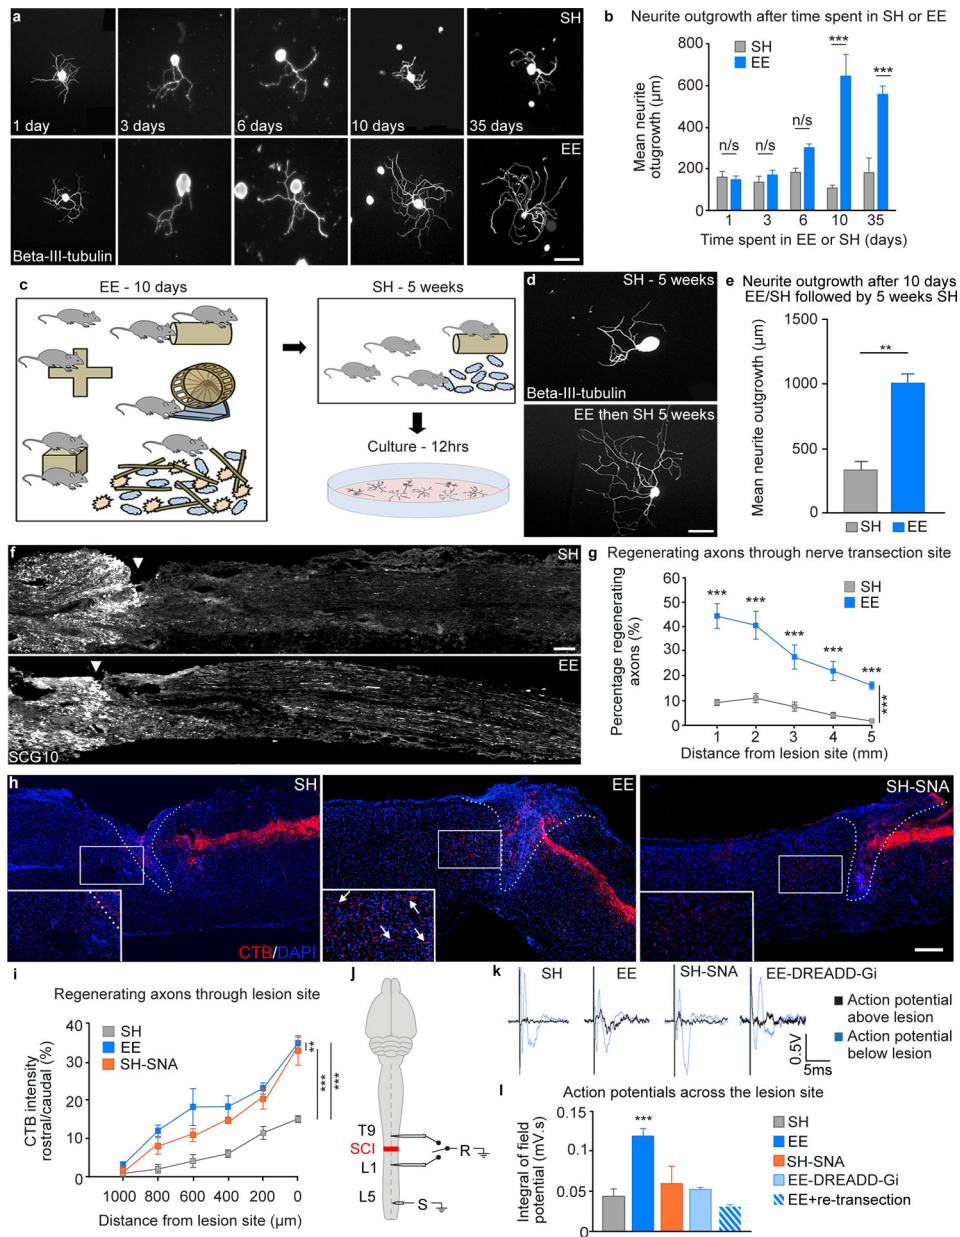 a
SH
1 day
3 days
6 days
10 days
35 days
EE
Beta-III-tubulin
b Neurite outgrowth after time spent in SH or EE
SH
EE
Mean neurite
otugrowth (µm)
800
600
400
200
0
n/s
n/s
n/s
***
***
1 3 6 10 35
Time spent in EE or SH (days)
c
EE - 10 days
SH - 5 weeks
Culture - 12hrs
d
SH - 5 weeks
Beta-III-tubulin
EE then SH 5 weeks
e Neurite outgrowth after 10 days
EE/SH followed by 5 weeks SH
Mean neurite outgrowth (µm)
1500
1000
500
0
**
SH EE
f
SH
EE
SCG10
g Regenerating axons through nerve transection site
SH
EE
Percentage regenerating
axons (%)
60
50
40
30
20
10
0
***
***
***
***
***
***
1 2 3 4 5
Distance from lesion site (mm)
h
SH
EE
SH-SNA
CTB/DAPI
i
Regenerating axons through lesion site
SH
EE
SH-SNA
CTB intensity
rostral/caudal (%)
40
30
20
10
0
**
***
***
1000 800 600 400 200 0
Distance from lesion site (µm)
j
T9
SCI
L1
L5
R
S
k
SH
EE
SH-SNA
EE-DREADD-Gi
Action potential
above lesion
Action potential
below lesion
0.5V
5ms
l
Action potentials across the lesion site
Integral of field
potential (mV.s)
0.15
0.10
0.05
0
***
SH
EE
SH-SNA
EE-DREADD-Gi
EE+re-transection